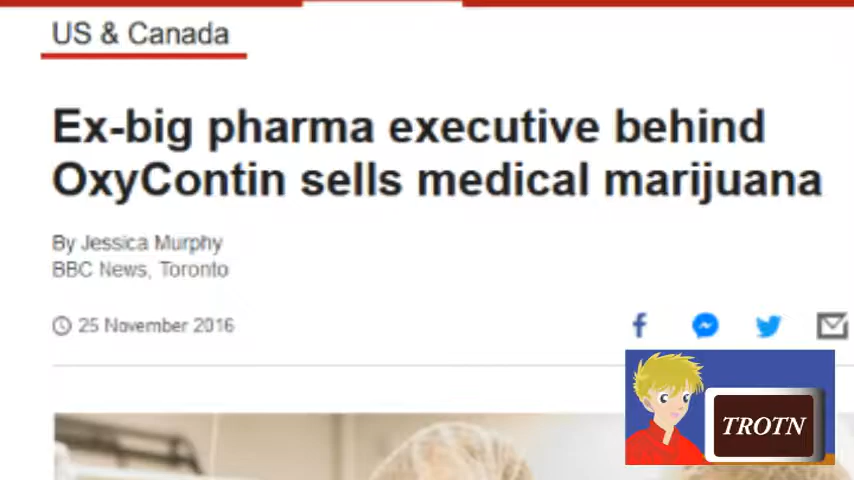 US & Canada
Ex-big pharma executive behind
OxyContin sells medical marijuana
By Jessica Murphy
BBC News, Toronto
25 November 2016
TROTN